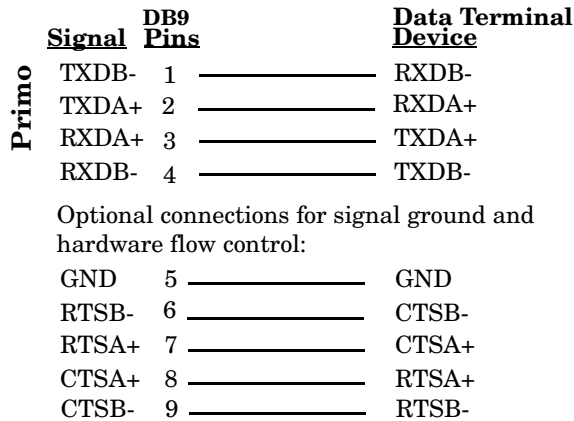 DB9 Data Terminal
Signal Pins Device
Primo
TXDB- 1 RXDB-
TXDA+ 2 RXDA+
RXDA+ 3 TXDA+
RXDB- 4 TXDB-
Optional connections for signal ground and
hardware flow control:
GND 5 GND
RTSB- 6 CTSB-
RTSA+ 7 CTSA+
CTSA+ 8 RTSA+
CTSB- 9 RTSB-